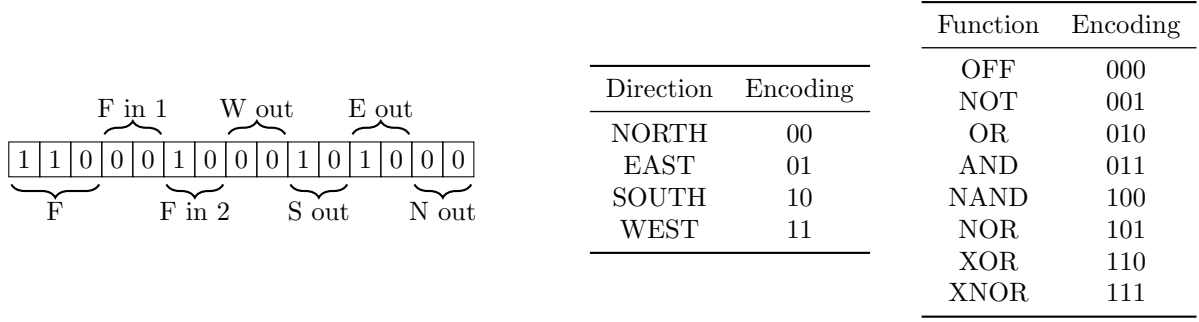 F in 1 W out E out
1 1 0 0 0 1 0 0 0 1 0 1 0 0 0
F F in 2 S out N out
Direction Encoding
NORTH 00
EAST 01
SOUTH 10
WEST 11
Function Encoding
OFF 000
NOT 001
OR 010
AND 011
NAND 100
NOR 101
XOR 110
XNOR 111